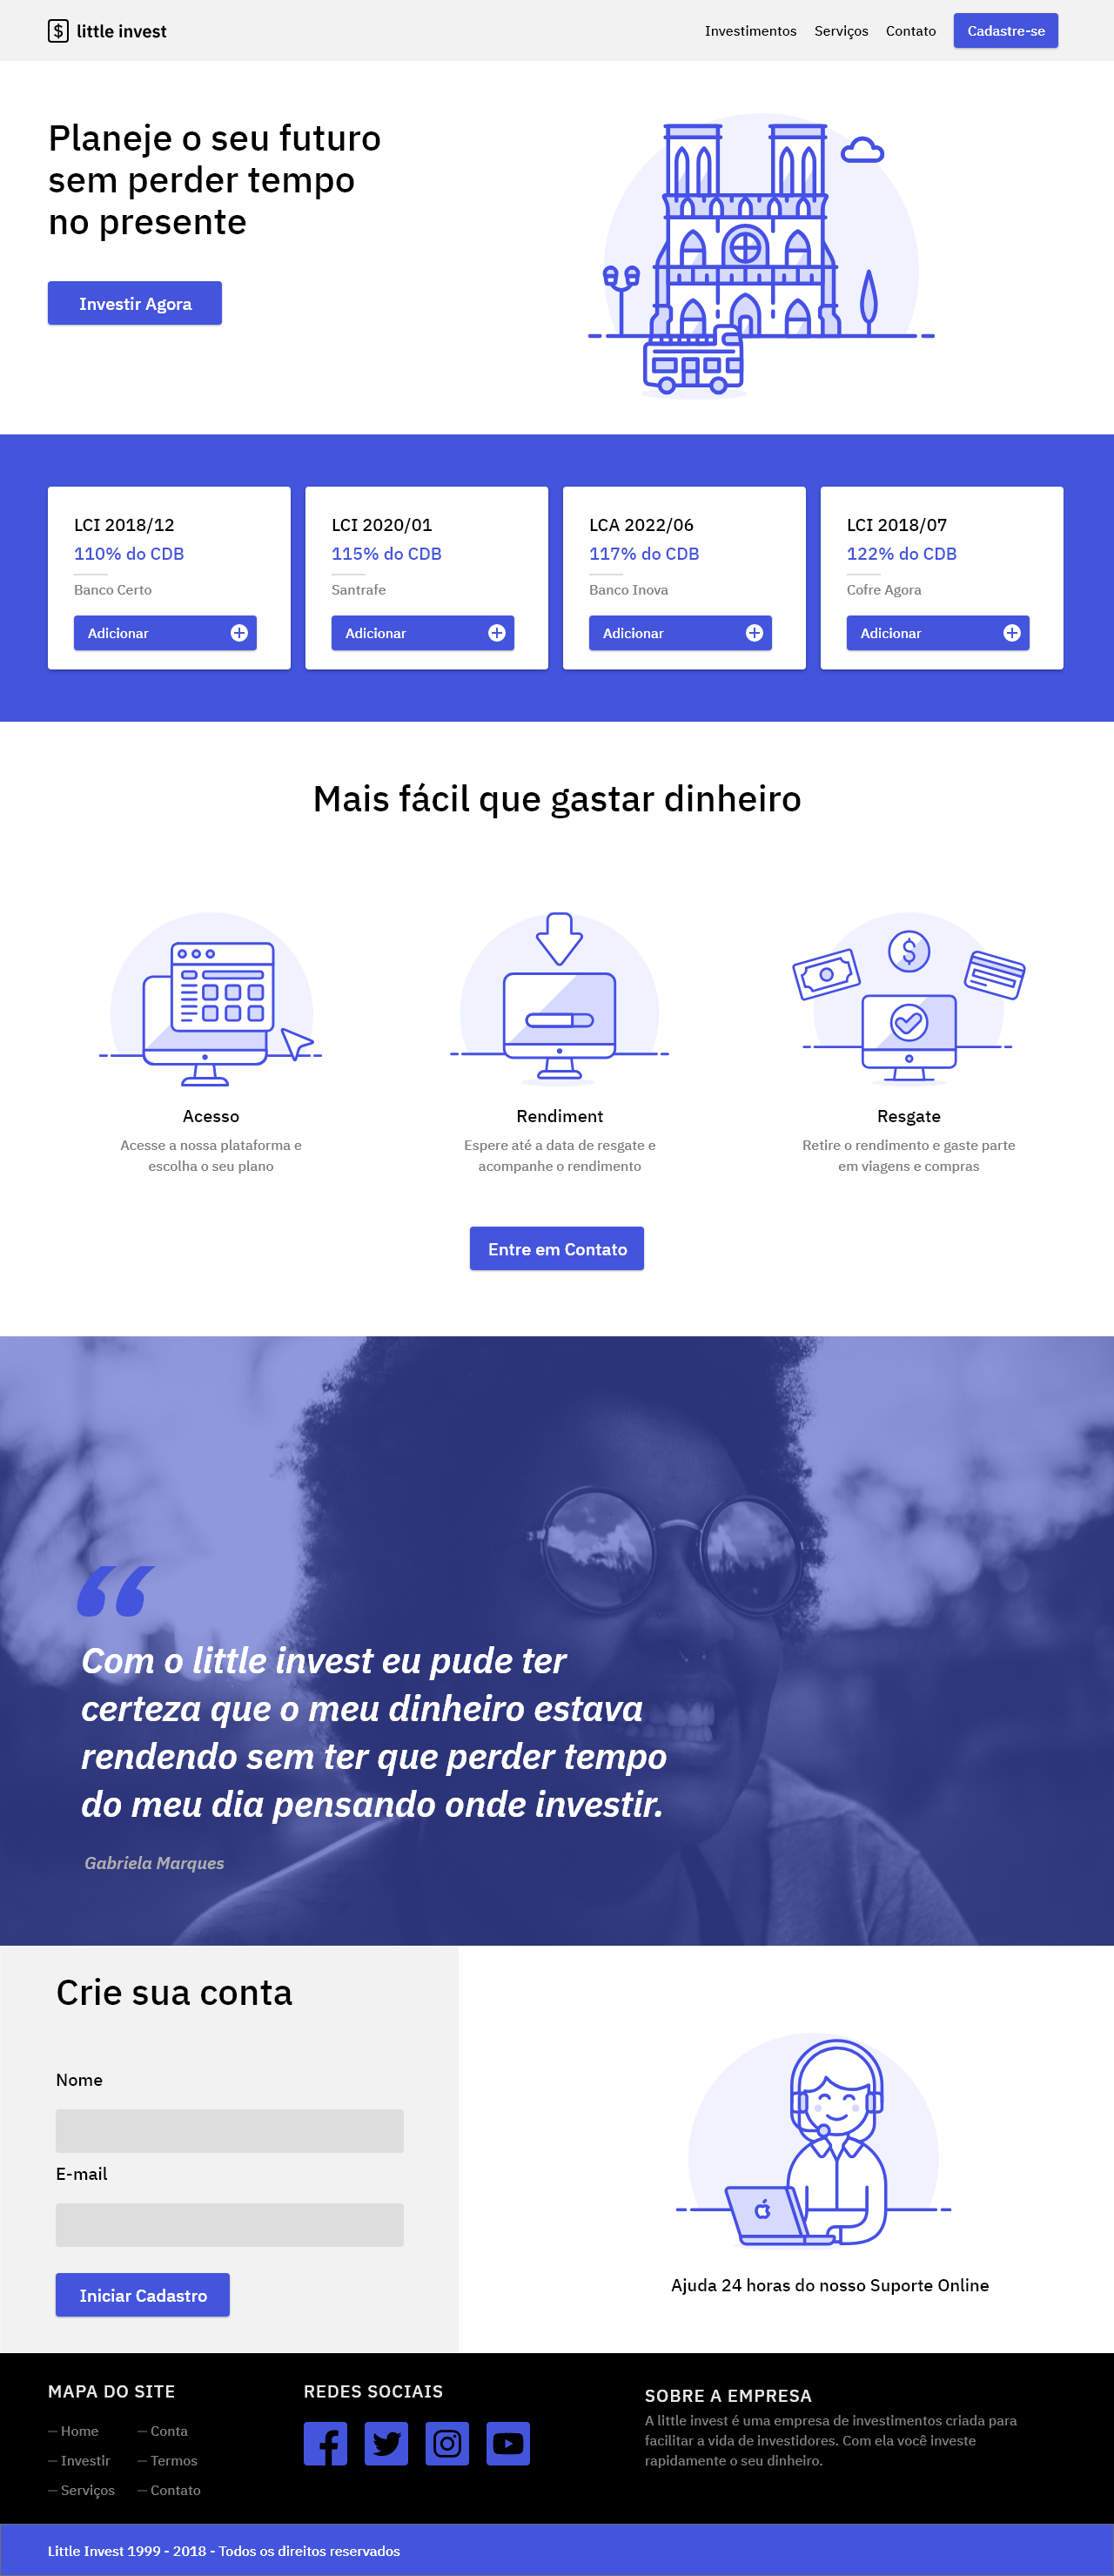 little invest
Investimentos
Serviços
Contato
Cadastre-se
Planeje o seu futuro
sem perder tempo
no presente
Investir Agora
LCI 2018/12
110% do CDB
Banco Certo
Adicionar
LCI 2020/01
115% do CDB
Santrafe
Adicionar
LCA 2022/06
117% do CDB
Banco Inova
Adicionar
LCI 2018/07
122% do CDB
Cofre Agora
Adicionar
Mais fácil que gastar dinheiro
Acesso
Acesse a nossa plataforma e
escolha o seu plano
Rendiment
Espere até a data de resgate e
acompanhe o rendimento
Resgate
Retire o rendimento e gaste parte
em viagens e compras
Entre em Contato
“
Com o little invest eu pude ter
certeza que o meu dinheiro estava
rendendo sem ter que perder tempo
do meu dia pensando onde investir.
Gabriela Marques
Crie sua conta
Nome
E-mail
Iniciar Cadastro
Ajuda 24 horas do nosso Suporte Online
MAPA DO SITE
— Home
— Investir
— Serviços
— Conta
— Termos
— Contato
REDES SOCIAIS
SOBRE A EMPRESA
A little invest é uma empresa de investimentos criada para
facilitar a vida de investidores. Com ela você investe
rapidamente o seu dinheiro.
Little Invest 1999 - 2018 - Todos os direitos reservados